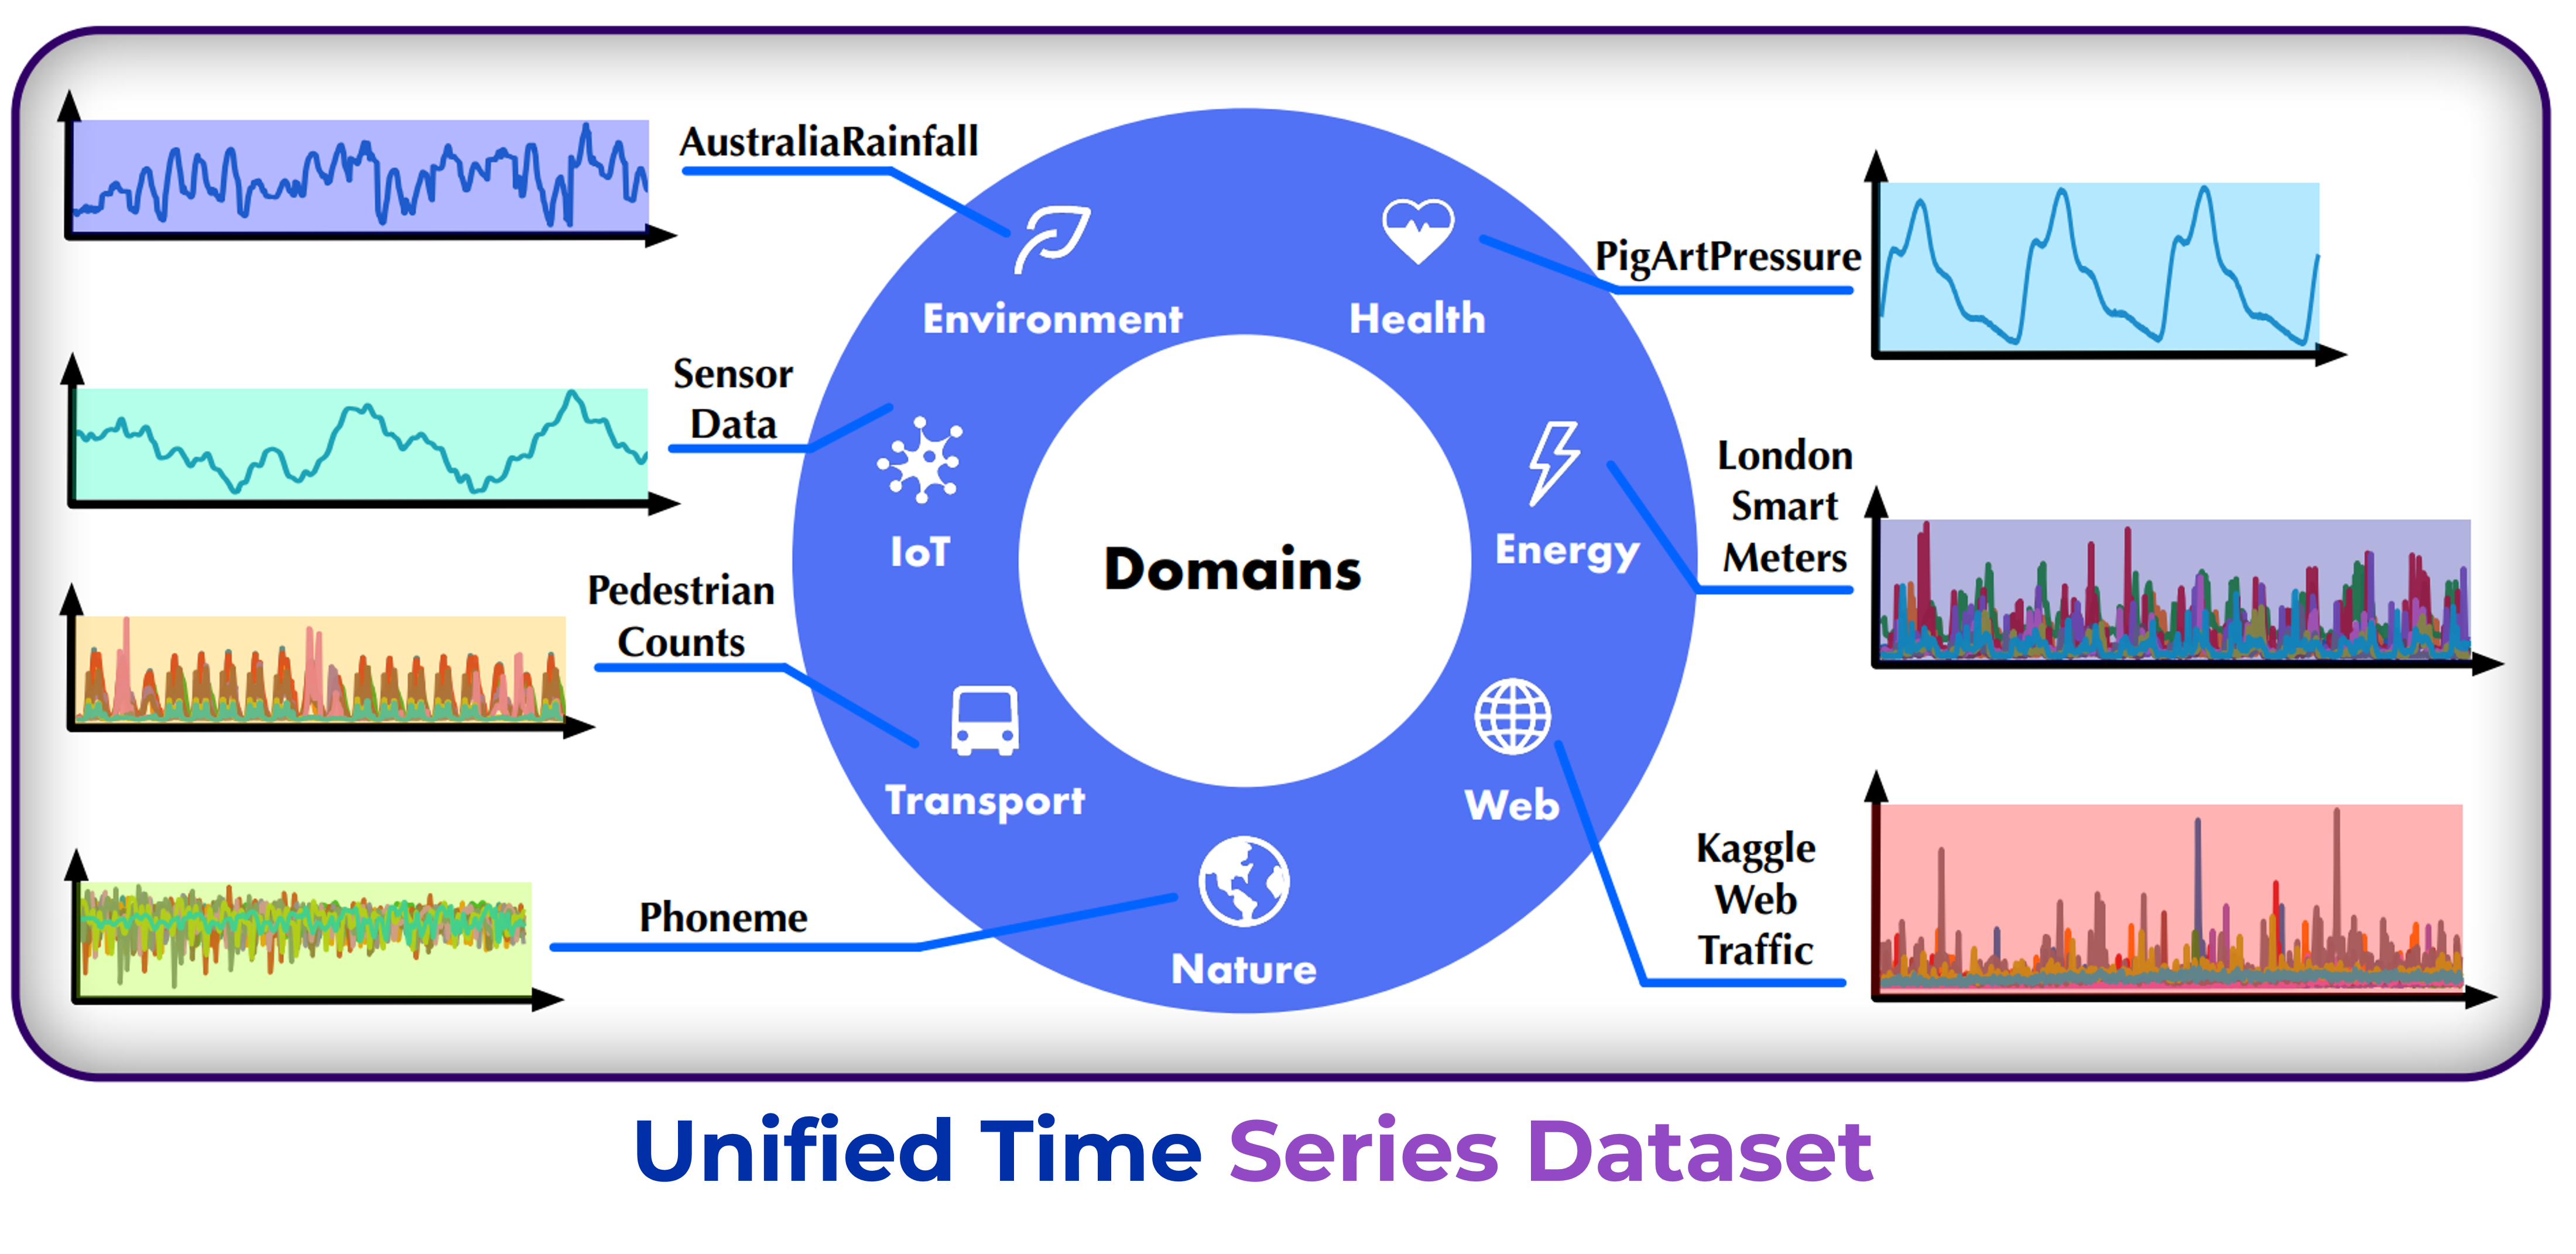 AustraliaRainfall
Environment
Health
PigArtPressure
Sensor
Data
IoT
Domains
Energy
London
Smart
Meters
Pedestrian
Counts
Transport
Web
Phoneme
Nature
Kaggle
Web
Traffic
Unified Time Series Dataset